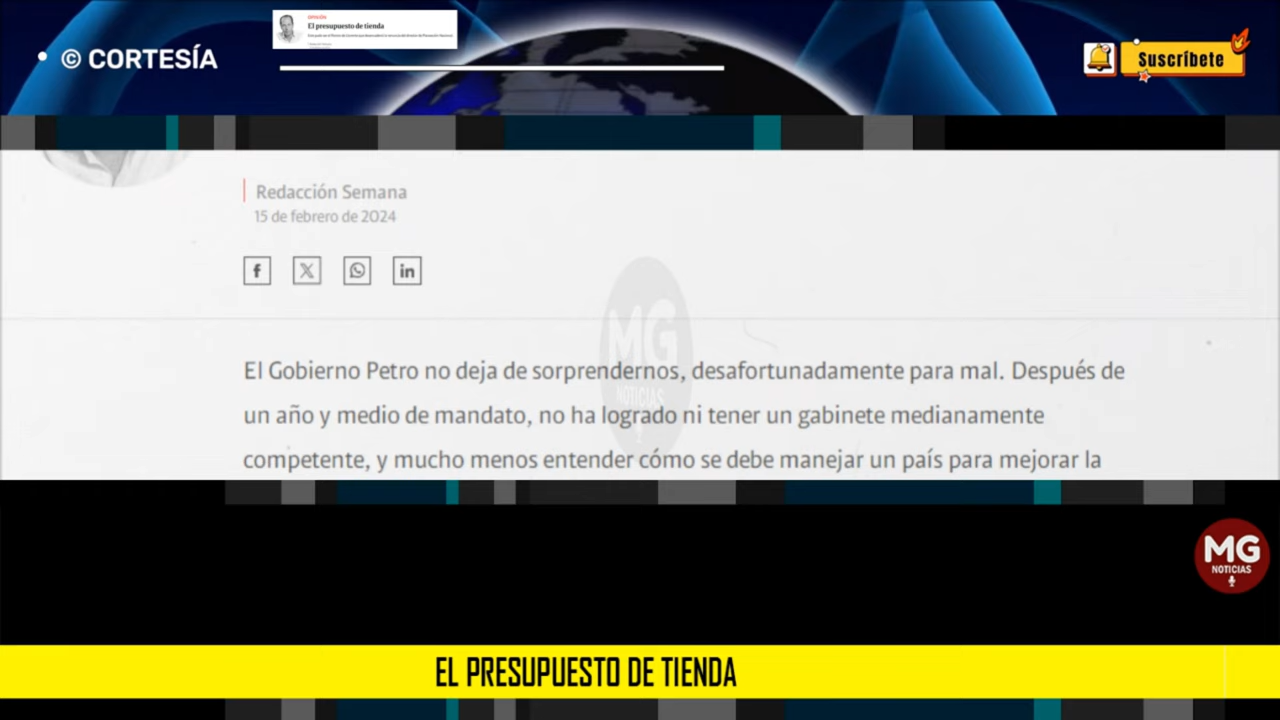 © CORTESÍA
OPINIÓN
El presupuesto de tienda
Suscríbete
Redacción Semana
15 de febrero de 2024
El Gobierno Petro no deja de sorprendernos, desafortunadamente para mal. Después de
un año y medio de mandato, no ha logrado ni tener un gabinete medianamente
competente, y mucho menos entender cómo se debe manejar un país para mejorar la
MG
NOTICIAS
MG
NOTICIAS
EL PRESUPUESTO DE TIENDA